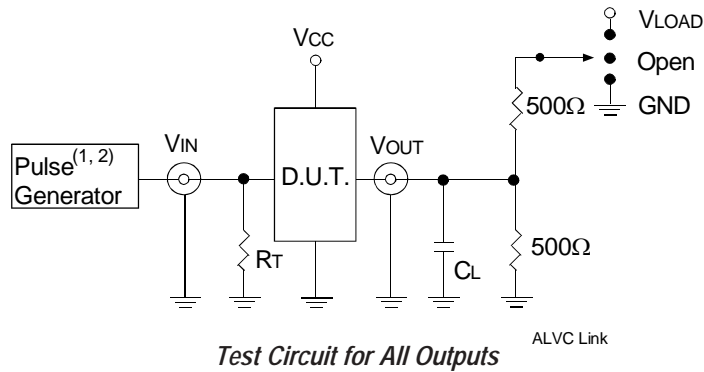 VLOAD
VCC
Open
500Ω
GND
VIN
VOUT
Pulse(1, 2)
Generator
D.U.T.
RT
CL
500Ω
ALVC Link
Test Circuit for All Outputs